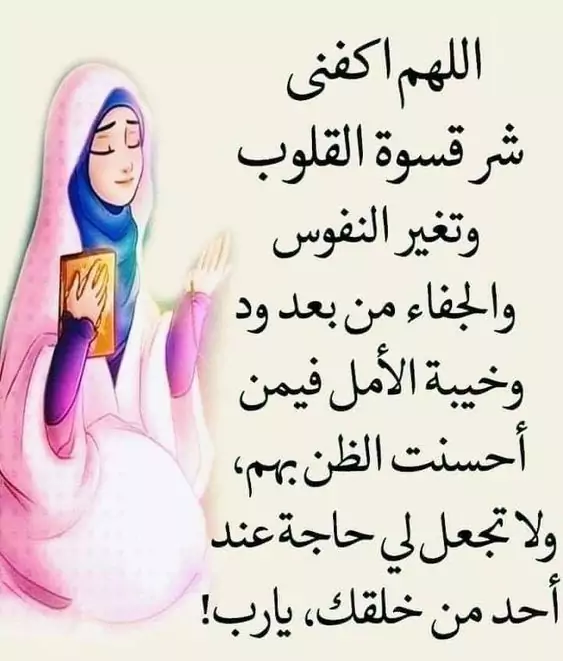 اللهم اكفنى
شر قسوة القلوب
وتغير النفوس
والجفاء من بعد ود
وخيبة الأمل فيمن
أحسنت الظن بهم،
ولا تجعل لي حاجة عند
أحد من خلقك، يارب!